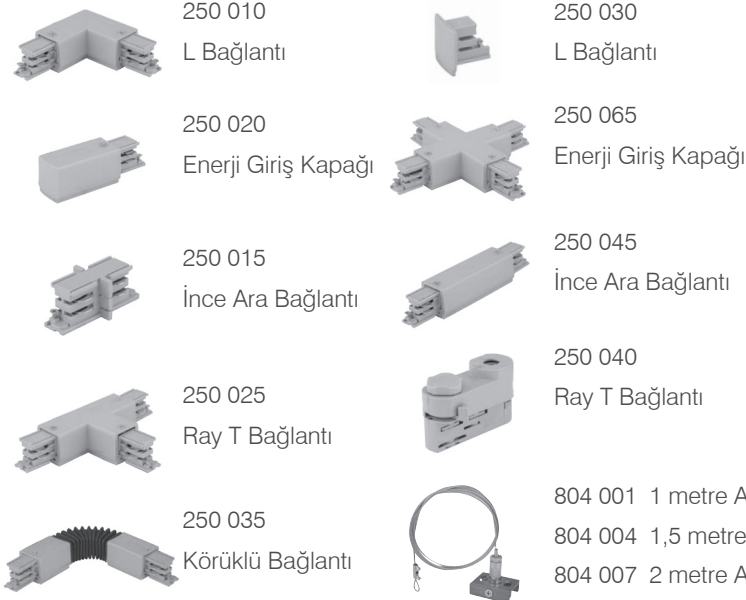 250 010
L Bağlantı
250 020
Enerji Giriş Kapağı
250 015
İnce Ara Bağlantı
250 025
Ray T Bağlantı
250 035
Körüklü Bağlantı
250 030
L Bağlantı
250 065
Enerji Giriş Kapağı
250 045
İnce Ara Bağlantı
250 040
Ray T Bağlantı
804 001 1 metre A
804 004 1,5 metre
804 007 2 metre A